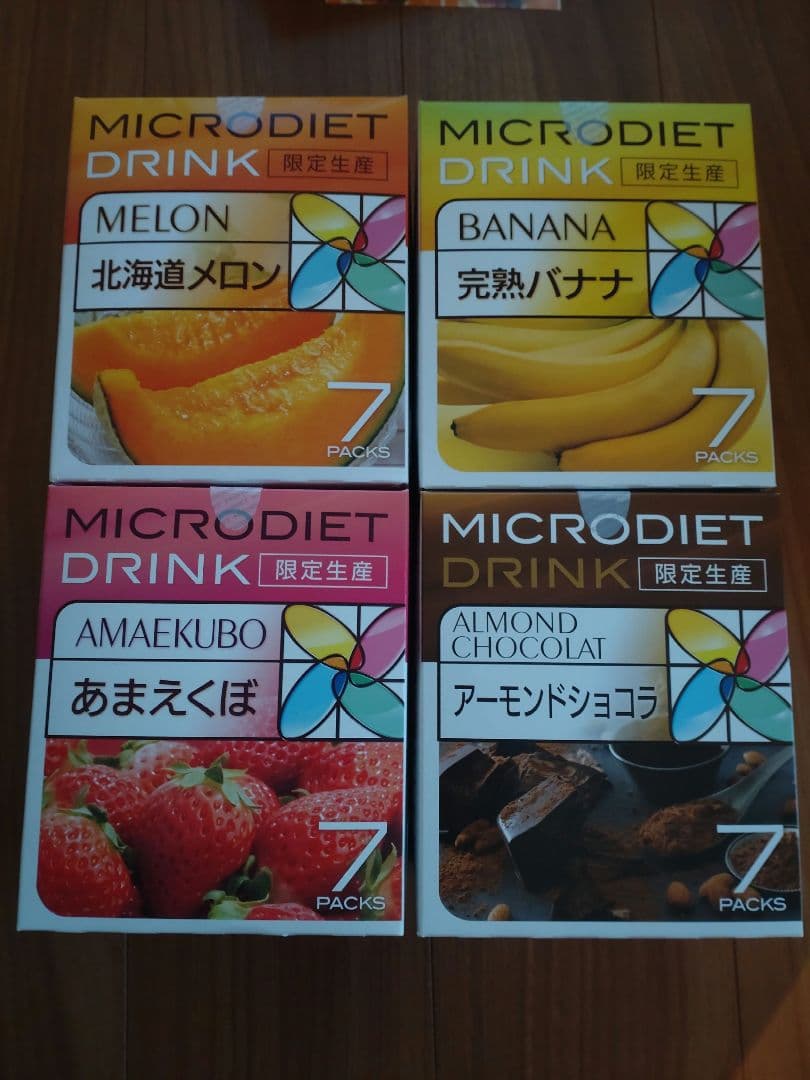 MICRODIET
DRINK 限定生産
MELON
北海道メロン
7
PACKS
MICRODIET
DRINK 限定生産
BANANA
完熟バナナ
7
PACKS
MICRODIET
DRINK 限定生産
AMAEKUBO
あまえくぼ
7
PACKS
MICRODIET
DRINK 限定生産
ALMOND
CHOCOLAT
アーモンドショコラ
7
PACKS